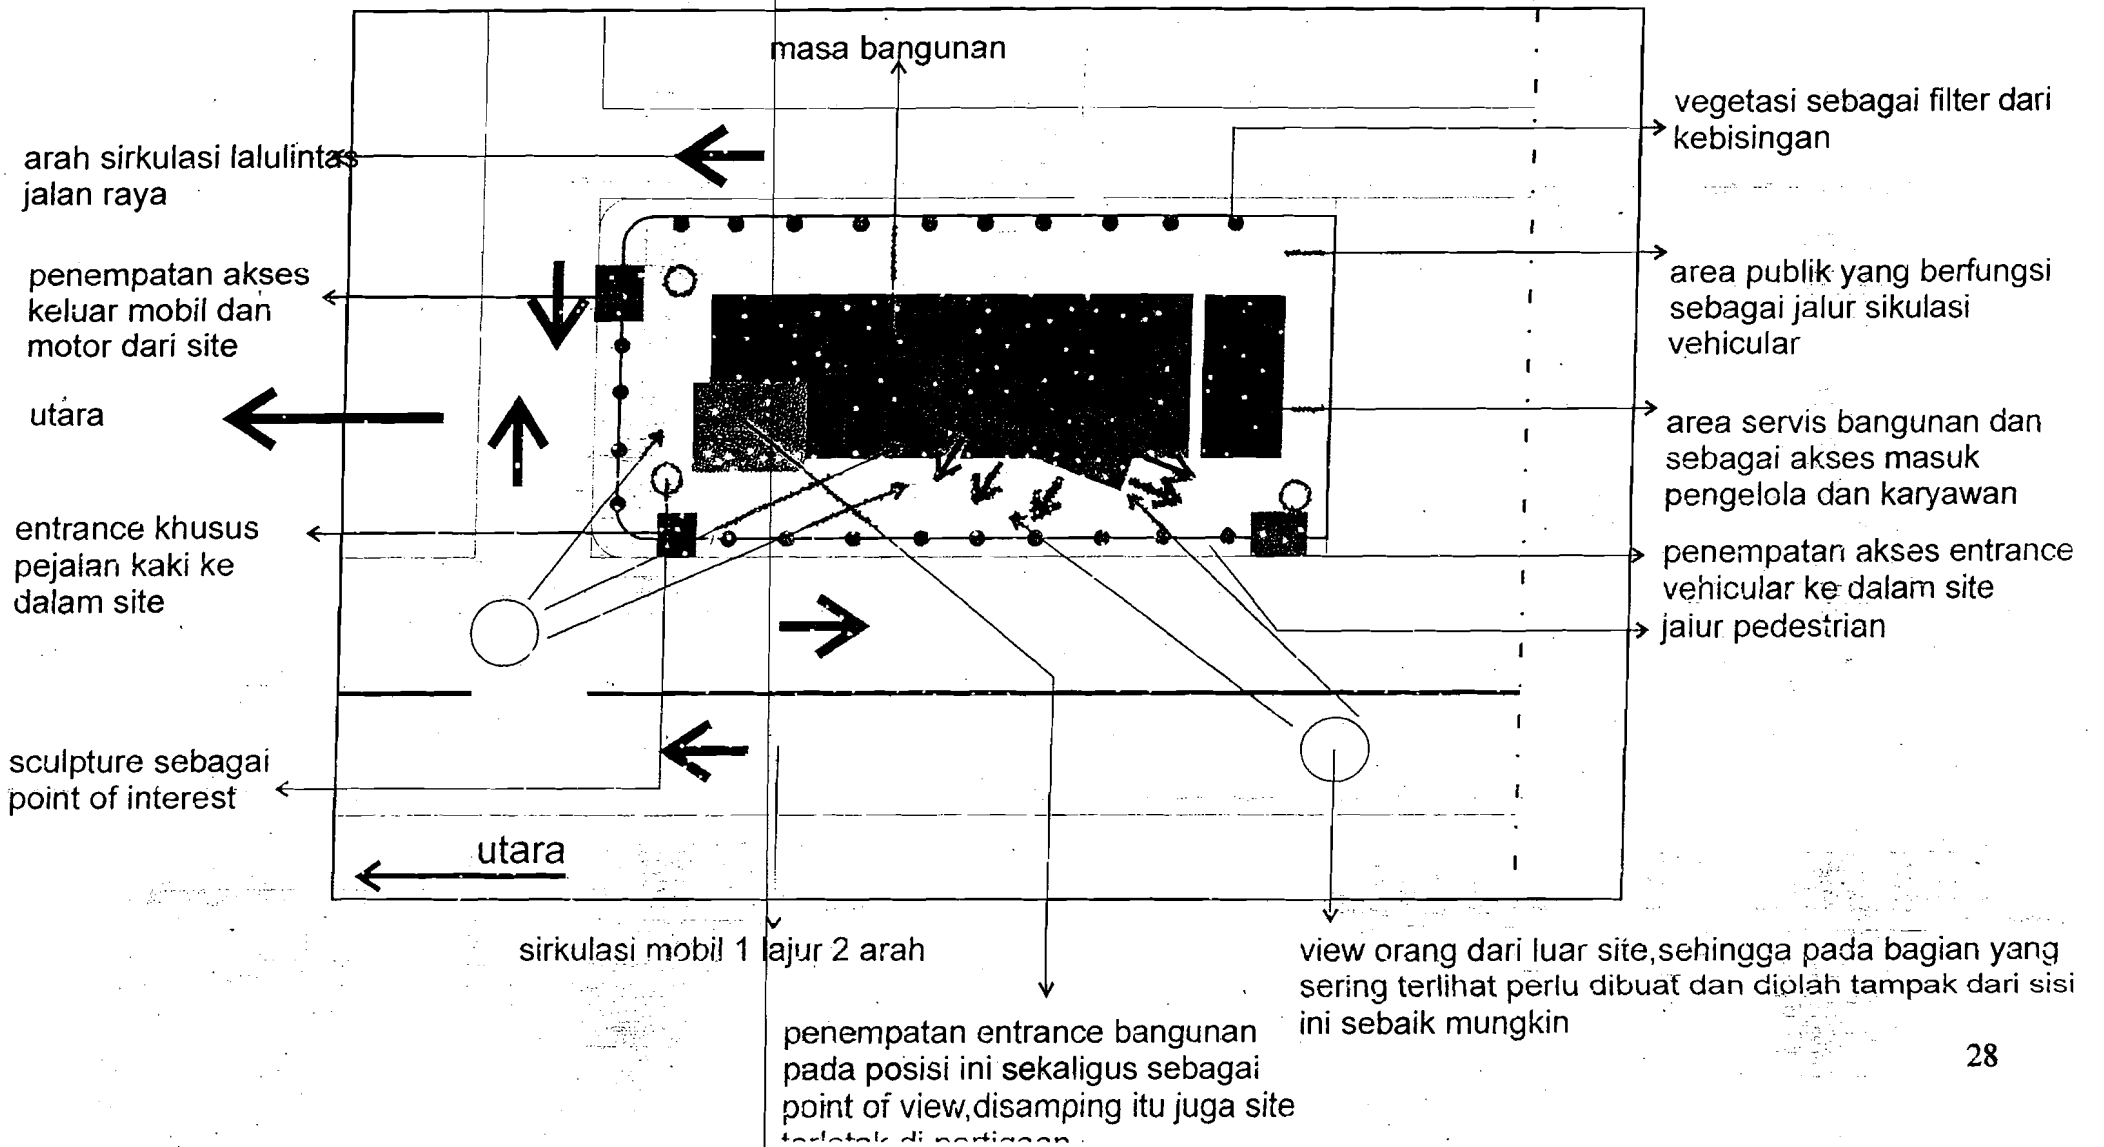 masa bangunan
vegetasi sebagai filter dari
kebisingan
arah sirkulasi lalulintas
jalan raya
area publik yang berfungsi
sebagai jalur sikulasi
vehicular
penempatan akses
keluar mobil dan
motor dari site
utara
area servis bangunan dan
sebagai akses masuk
pengelola dan karyawan
entrance khusus
pejalan kaki ke
dalam site
penempatan akses entrance
vehicular ke dalam site
jalur pedestrian
sculpture sebagai
point of interest
utara
sirkulasi mobil 1 lajur 2 arah
view orang dari luar site,sehingga pada bagian yang
sering terlihat perlu dibuat dan diolah tampak dari sisi
ini sebaik mungkin
penempatan entrance bangunan
pada posisi ini sekaligus sebagai
point of view,disamping itu juga site
terletak di pertigaan
28